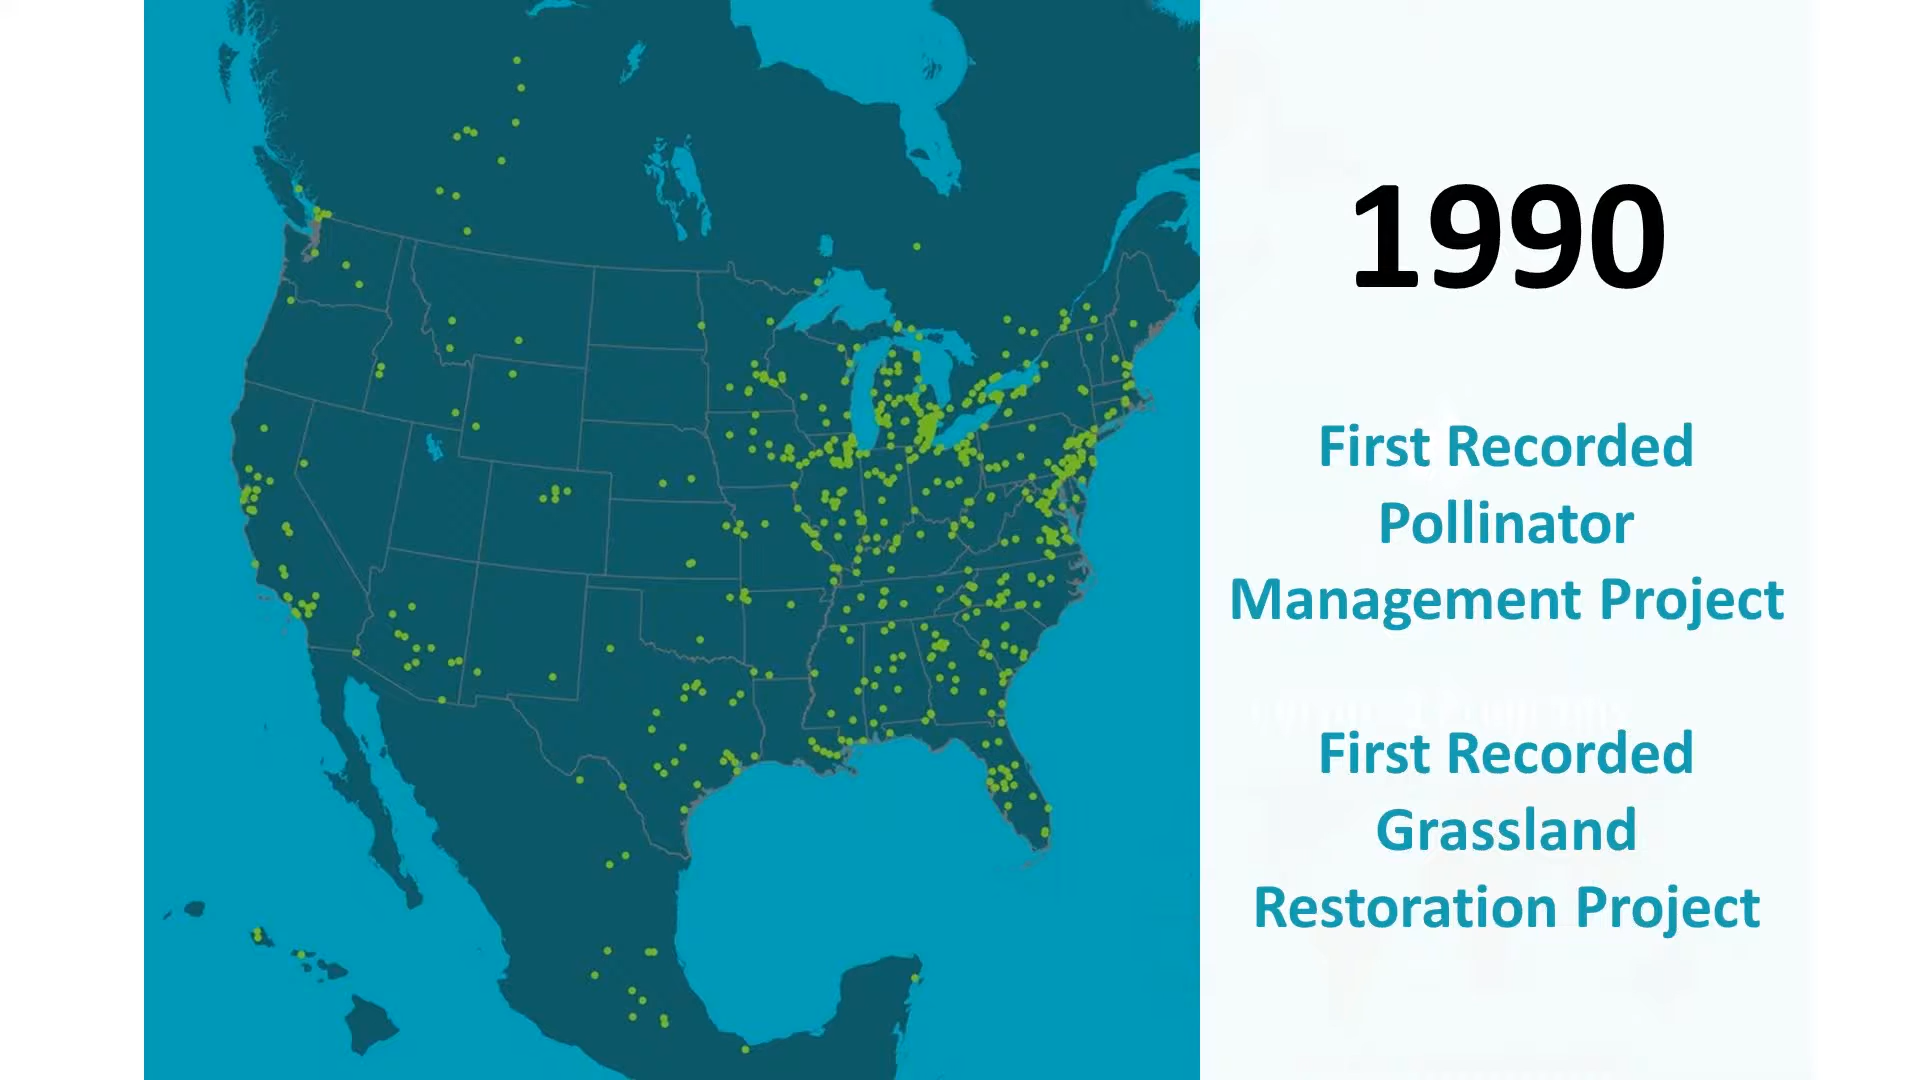 1990
First Recorded
Pollinator
Management Project
First Recorded
Grassland
Restoration Project